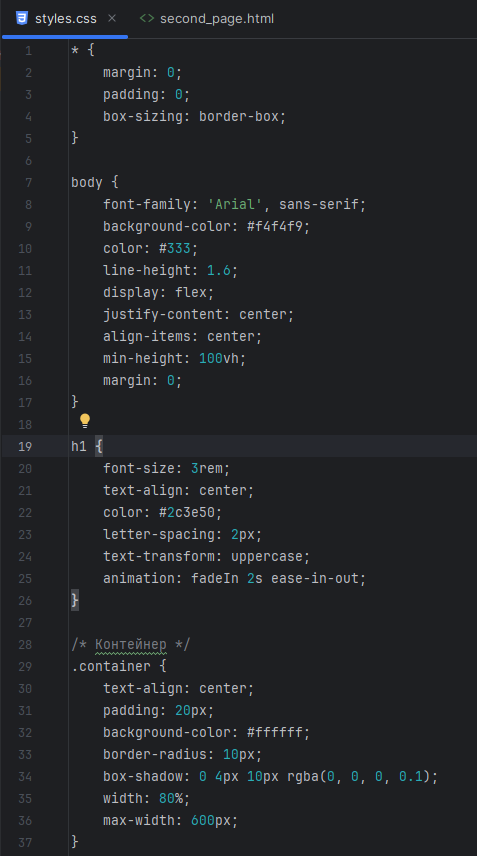 styles.css × <> second_page.html
1 * {
2 margin: 0;
3 padding: 0;
4 box-sizing: border-box;
5 }
6
7 body {
8 font-family: 'Arial', sans-serif;
9 background-color: #f4f4f9;
10 color: #333;
11 line-height: 1.6;
12 display: flex;
13 justify-content: center;
14 align-items: center;
15 min-height: 100vh;
16 margin: 0;
17 }
18
19 h1 {
20 font-size: 3rem;
21 text-align: center;
22 color: #2c3e50;
23 letter-spacing: 2px;
24 text-transform: uppercase;
25 animation: fadeIn 2s ease-in-out;
26 }
27
28 /* Контейнер */
29 .container {
30 text-align: center;
31 padding: 20px;
32 background-color: #ffffff;
33 border-radius: 10px;
34 box-shadow: 0 4px 10px rgba(0, 0, 0, 0.1);
35 width: 80%;
36 max-width: 600px;
37 }